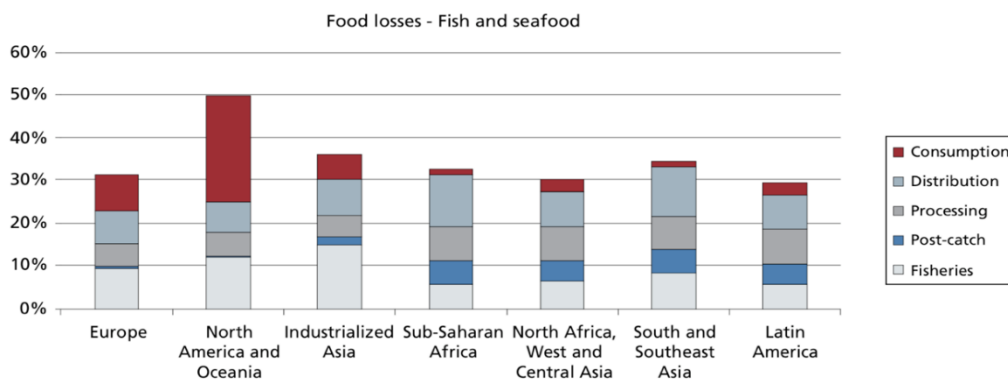 Food losses - Fish and seafood
60%
50%
40%
30%
20%
10%
0%
Europe
North
America and
Oceania
Industrialized
Asia
Sub-Saharan
Africa
North Africa,
West and
Central Asia
South and
Southeast
Asia
Latin
America
Consumption
Distribution
Processing
Post-catch
Fisheries